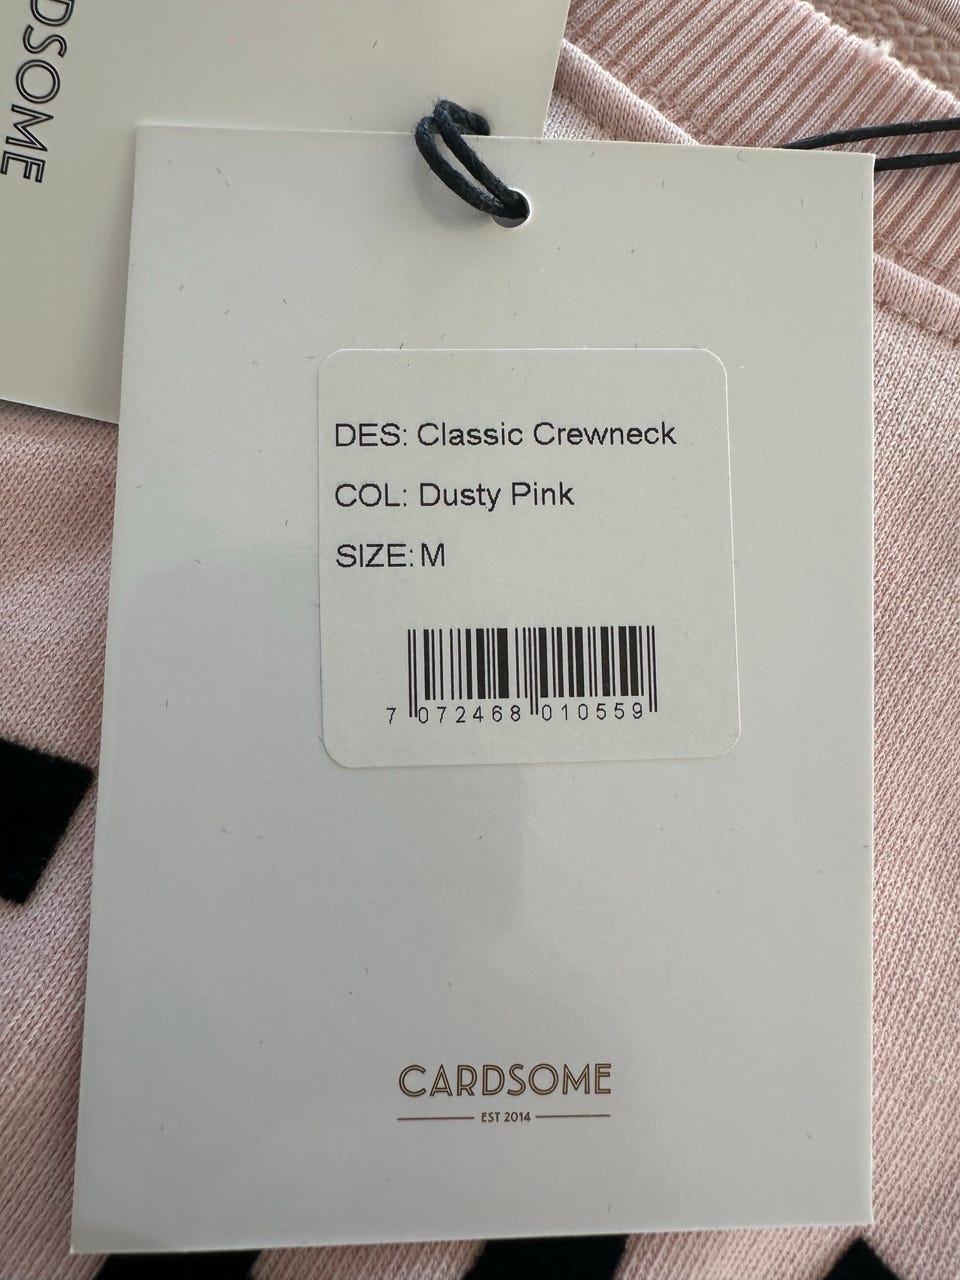 DSOME
DES: Classic Crewneck
COL: Dusty Pink
SIZE: M
7 072468 010559
CARDSOME
EST 2014